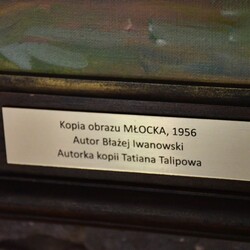 Kopia obrazu MŁOCKA, 1956
Autor Błażej Iwanowski
Autorka kopii Tatiana Talipowa